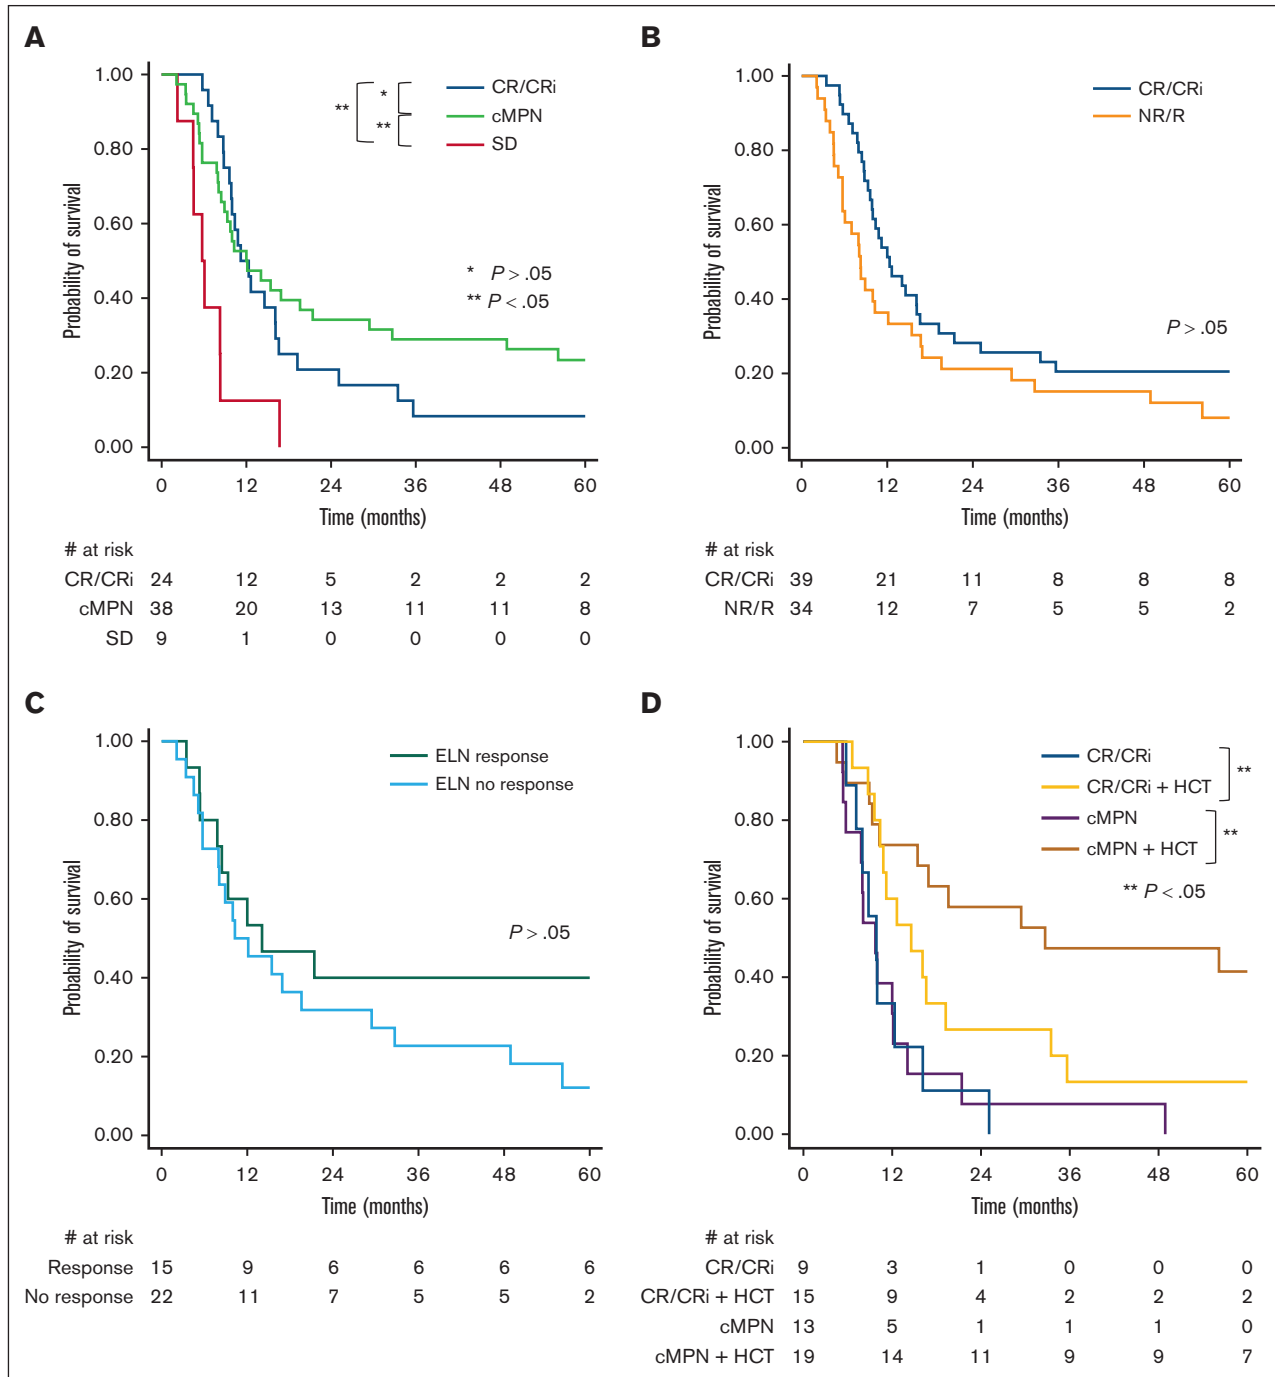 A
1.00
0.80
0.60
0.40
0.20
0.00
Probability of survival
CR/CRi
cMPN
SD
*
**
**
* P > .05
** P < .05
0 12 24 36 48 60
Time (months)
# at risk
CR/CRi 24 12 5 2 2 2
cMPN 38 20 13 11 11 8
SD 9 1 0 0 0 0
B
1.00
0.80
0.60
0.40
0.20
0.00
Probability of survival
CR/CRi
NR/R
P > .05
0 12 24 36 48 60
Time (months)
# at risk
CR/CRi 39 21 11 8 8 8
NR/R 34 12 7 5 5 2
C
1.00
0.80
0.60
0.40
0.20
0.00
Probability of survival
ELN response
ELN no response
P > .05
0 12 24 36 48 60
Time (months)
# at risk
Response 15 9 6 6 6 6
No response 22 11 7 5 5 2
D
1.00
0.80
0.60
0.40
0.20
0.00
Probability of survival
CR/CRi
CR/CRi + HCT
cMPN
cMPN + HCT
**
**
** P < .05
0 12 24 36 48 60
Time (months)
# at risk
CR/CRi 9 3 1 0 0 0
CR/CRi + HCT 15 9 4 2 2 2
cMPN 13 5 1 1 1 0
cMPN + HCT 19 14 11 9 9 7